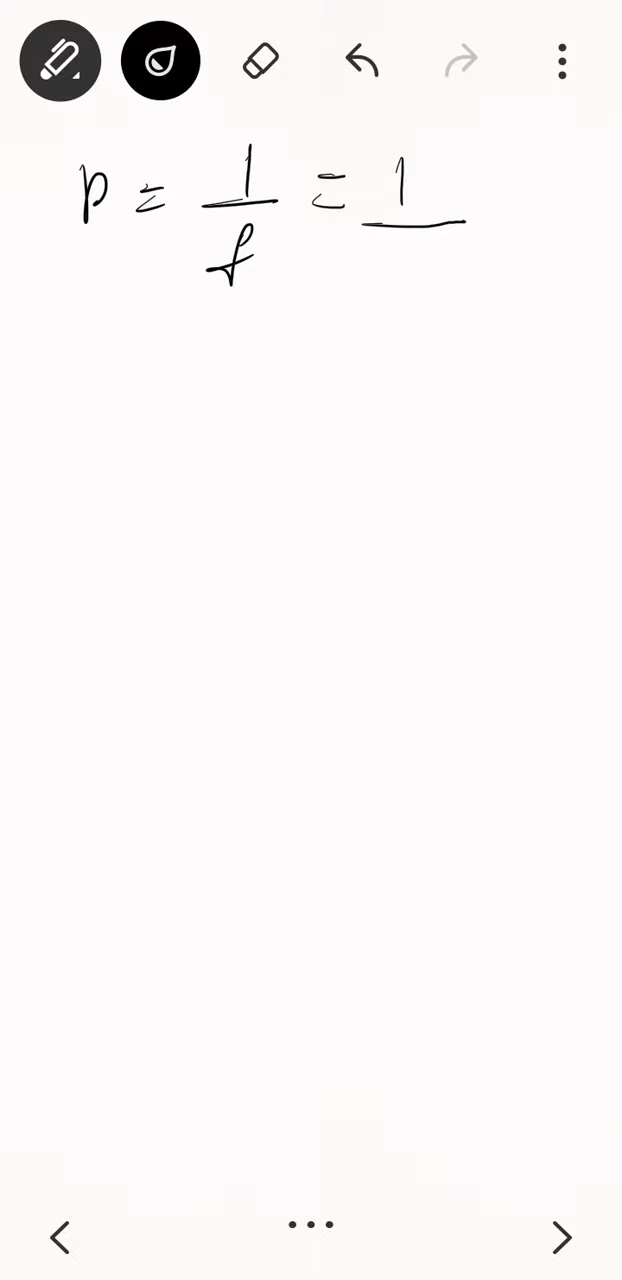 p = 1/f = 1/